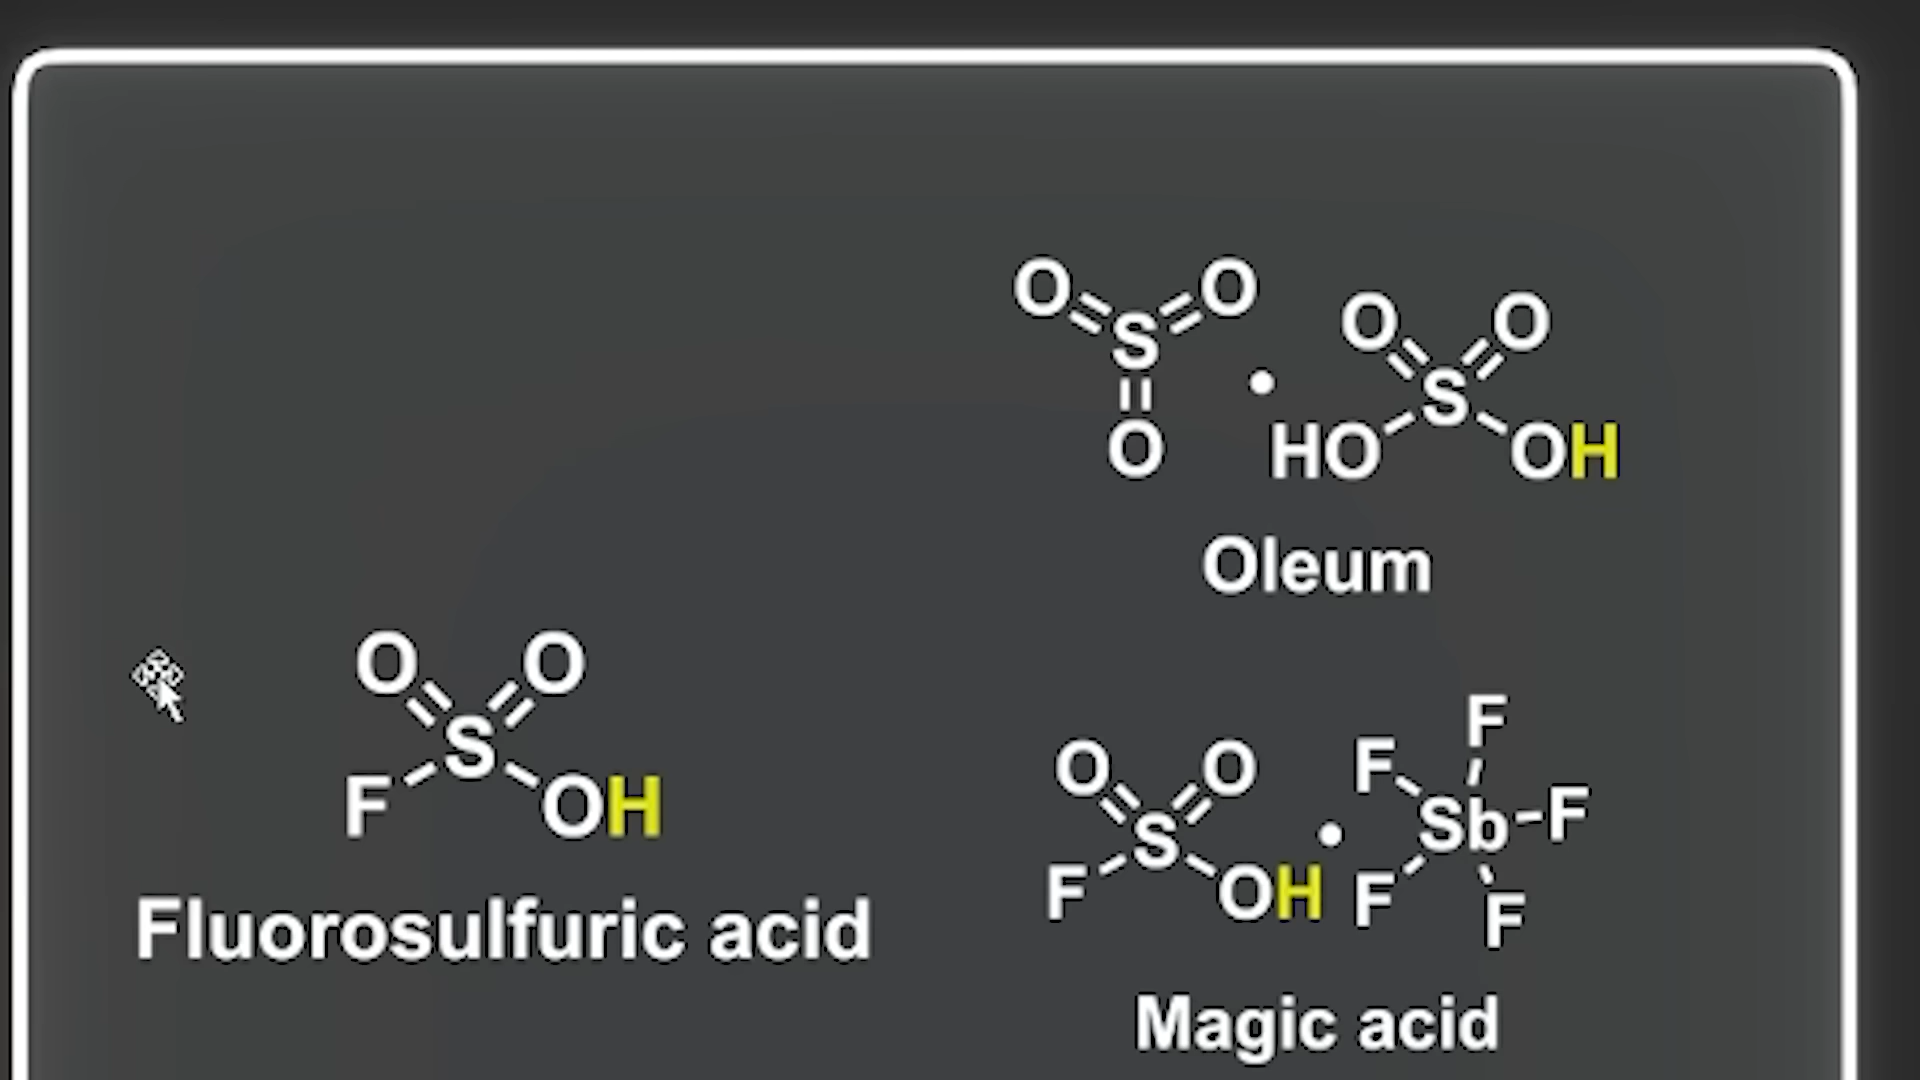 O O
S
O
O O
S
HO OH
Oleum
O O
S
F OH
Fluorosulfuric acid
O O
S
F OH
F
F
Sb F
F
F
Magic acid